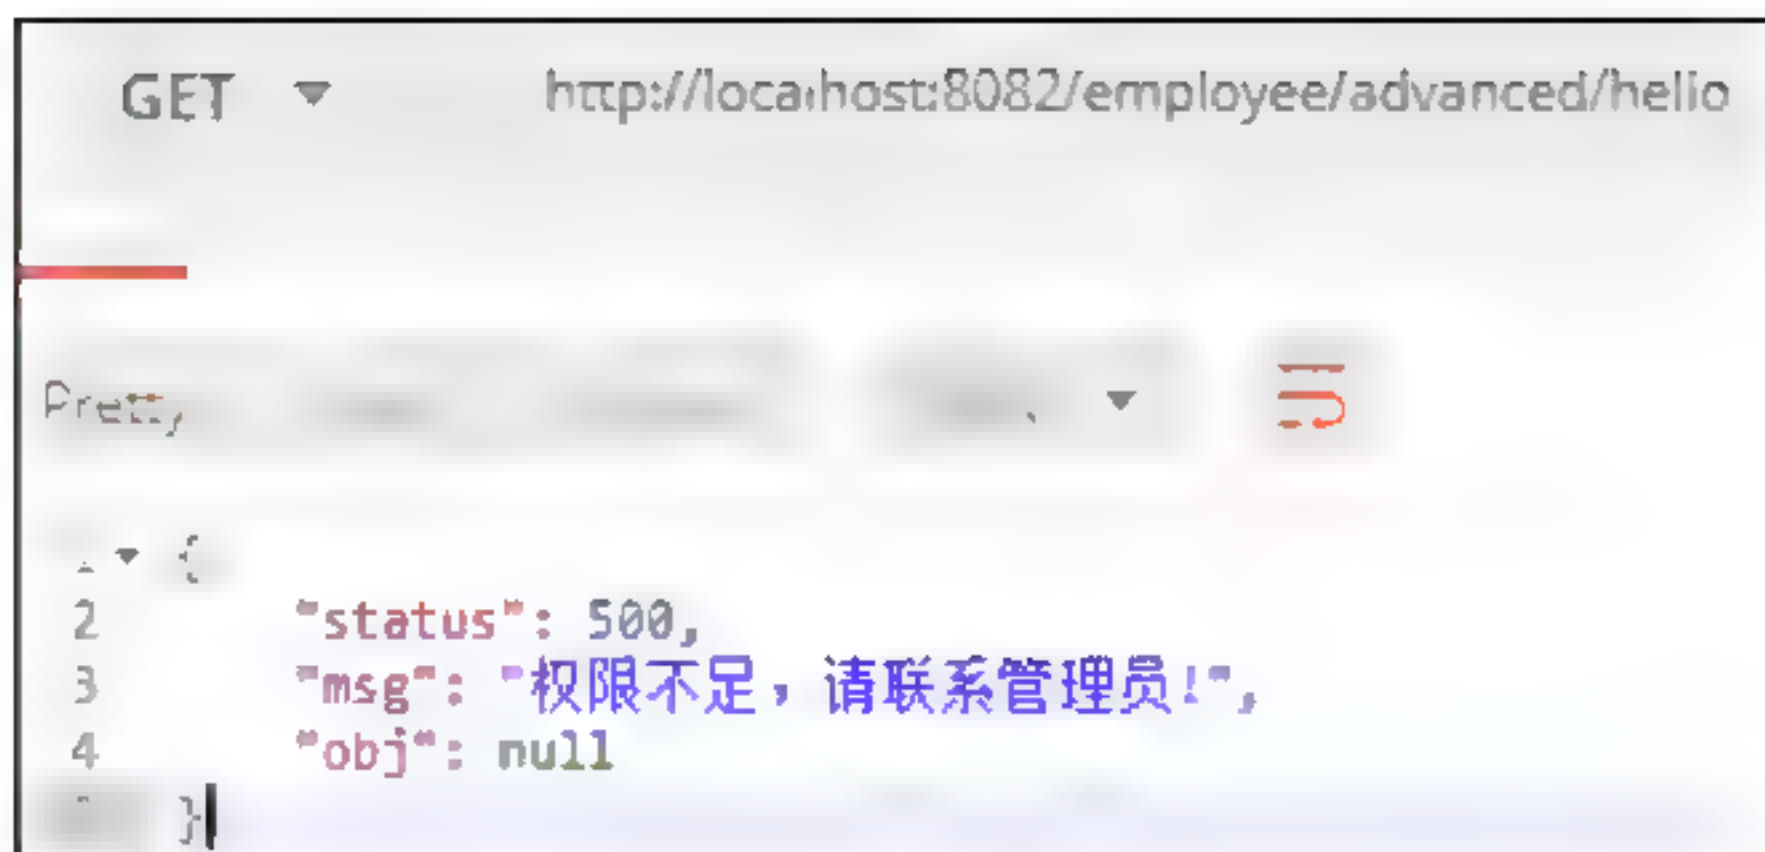 GET http://localhost:8082/employee/advanced/hello
Pretty
{
2 "status": 500,
3 "msg": "权限不足，请联系管理员!",
4 "obj": null
}